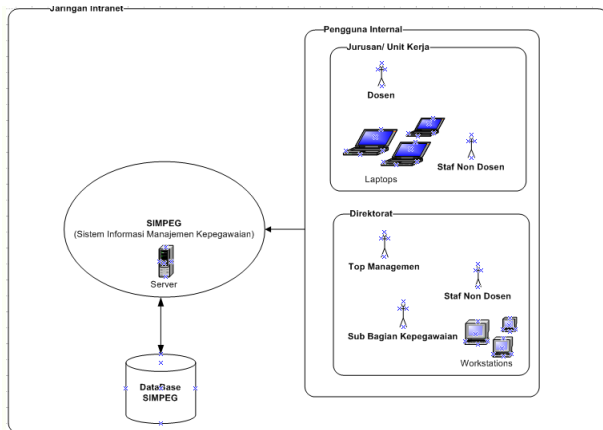 Jaringan Intranet
Pengguna Internal
Jurusan/ Unit Kerja
Dosen
Staf Non Dosen
Laptops
SIMPEG
(Sistem Informasi Manajemen Kepegawaian)
Server
Direktorat
Top Managemen
Staf Non Dosen
Sub Bagian Kepegawaian
Workstations
DataBase
SIMPEG